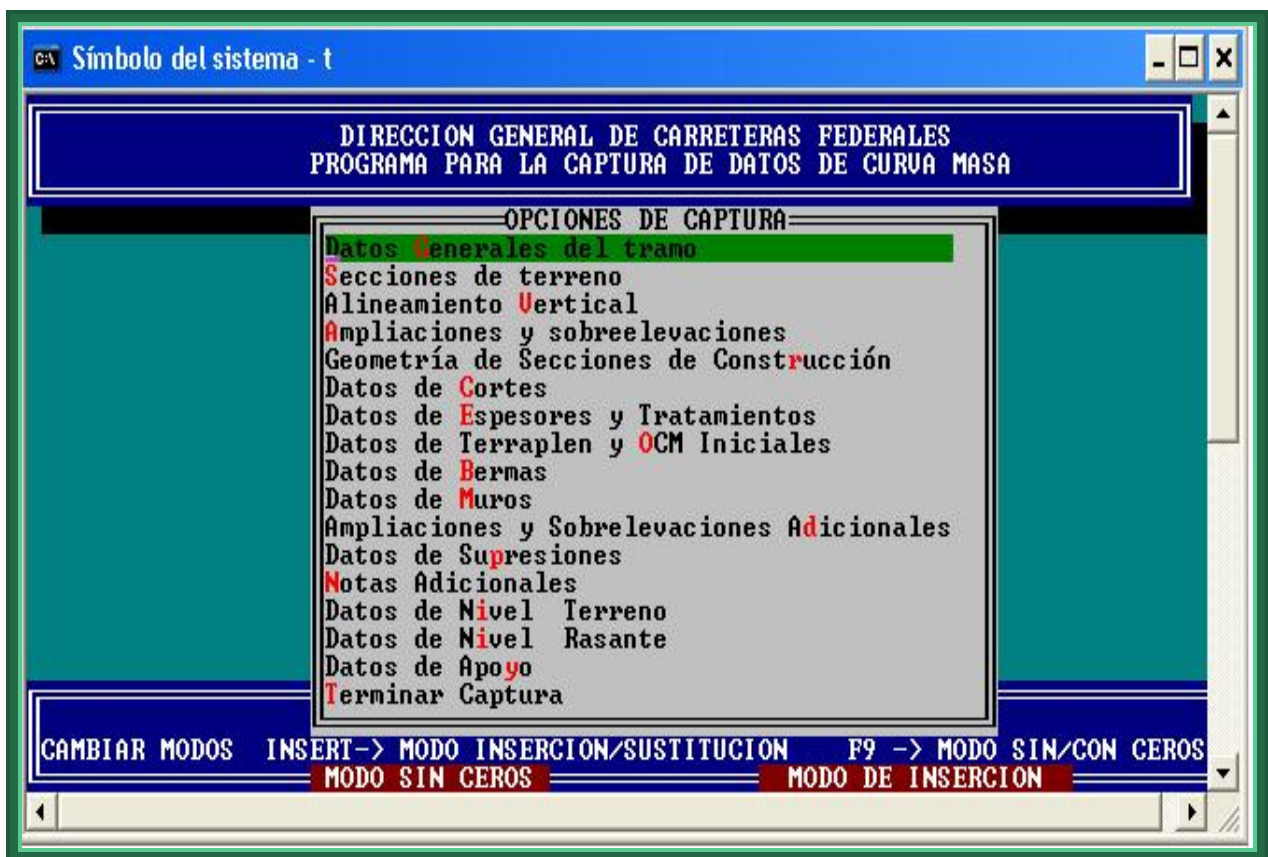 Símbolo del sistema - t
DIRECCION GENERAL DE CARRETERAS FEDERALES
PROGRAMA PARA LA CAPTURA DE DATOS DE CURVA MASA
OPCIONES DE CAPTURA
Datos Generales del tramo
Secciones de terreno
Alineamiento Vertical
Ampliaciones y sobreelevaciones
Geometría de Secciones de Construcción
Datos de Cortes
Datos de Espesores y Tratamientos
Datos de Terraplen y OCM Iniciales
Datos de Bermas
Datos de Muros
Ampliaciones y Sobrelevaciones Adicionales
Datos de Supresiones
Notas Adicionales
Datos de Nivel Terreno
Datos de Nivel Rasante
Datos de Apoyo
Terminar Captura
CAMBIAR MODOS INSERT-> MODO INSERCION/SUSTITUCION F9 -> MODO SIN/CON CEROS
MODO SIN CEROS MODO DE INSERCION